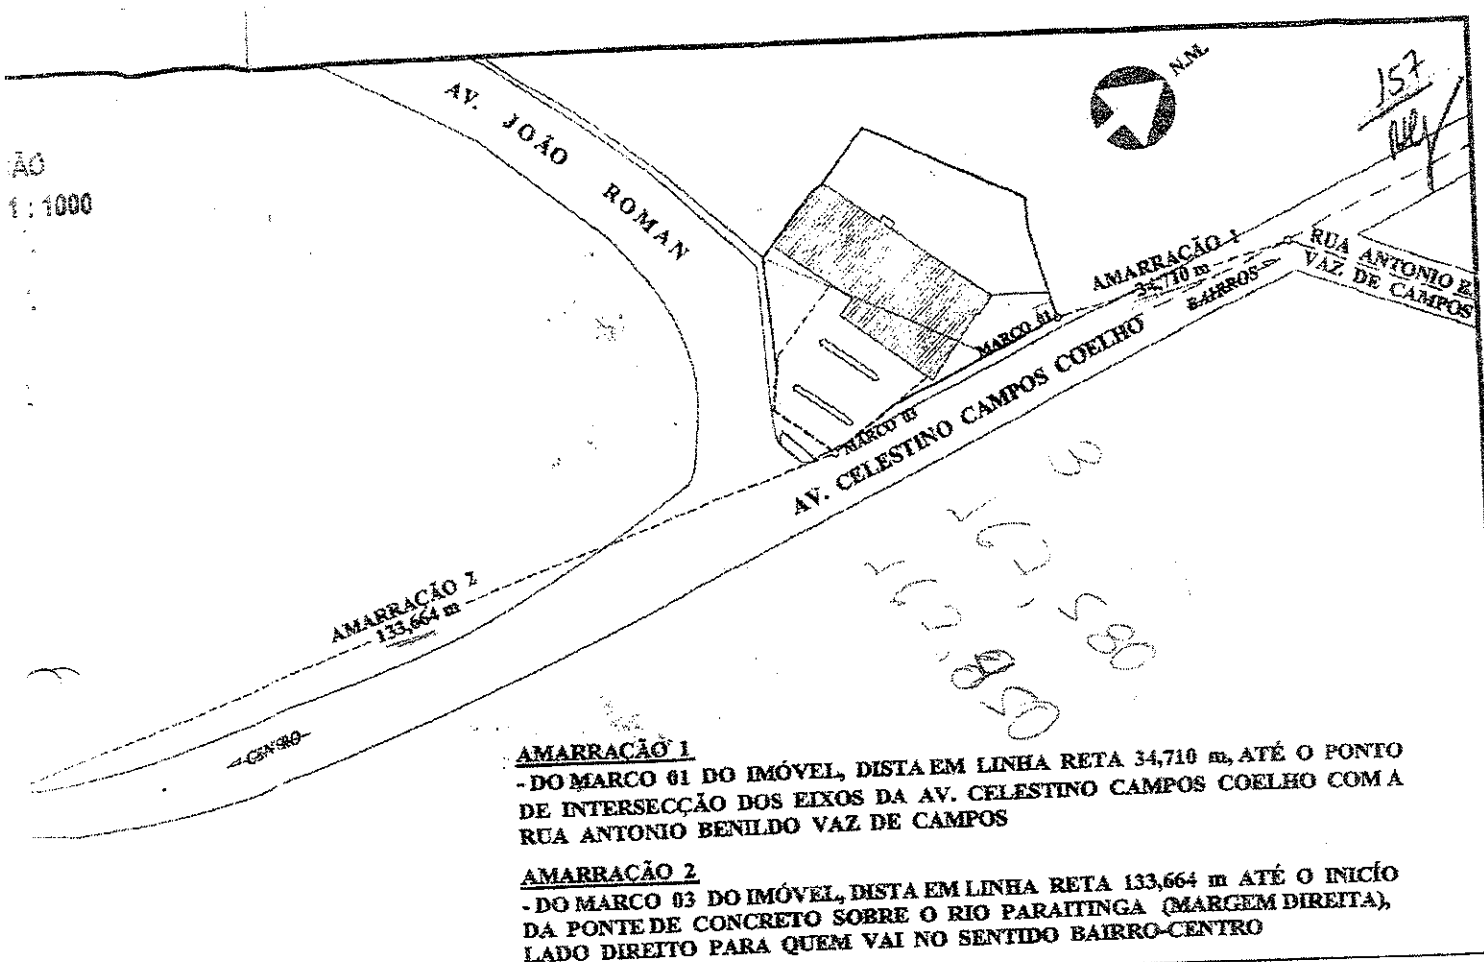 ÃO
1 : 1000
AV. JOÃO ROMAN
N.M.
157
AMARRAÇÃO 1
34,710 m
BAIRROS
RUA ANTONIO B.
VAZ DE CAMPOS
MARCO 01
MARCO 03
AV. CELESTINO CAMPOS COELHO
AMARRAÇÃO 2
133,664 m
CENTRO
AMARRAÇÃO 1
- DO MARCO 01 DO IMÓVEL, DISTA EM LINHA RETA 34,710 m, ATÉ O PONTO
DE INTERSECÇÃO DOS EIXOS DA AV. CELESTINO CAMPOS COELHO COM A
RUA ANTONIO BENILDO VAZ DE CAMPOS
AMARRAÇÃO 2
- DO MARCO 03 DO IMÓVEL, DISTA EM LINHA RETA 133,664 m ATÉ O INICÍO
DA PONTE DE CONCRETO SOBRE O RIO PARAITINGA (MARGEM DIREITA),
LADO DIREITO PARA QUEM VAI NO SENTIDO BAIRRO-CENTRO